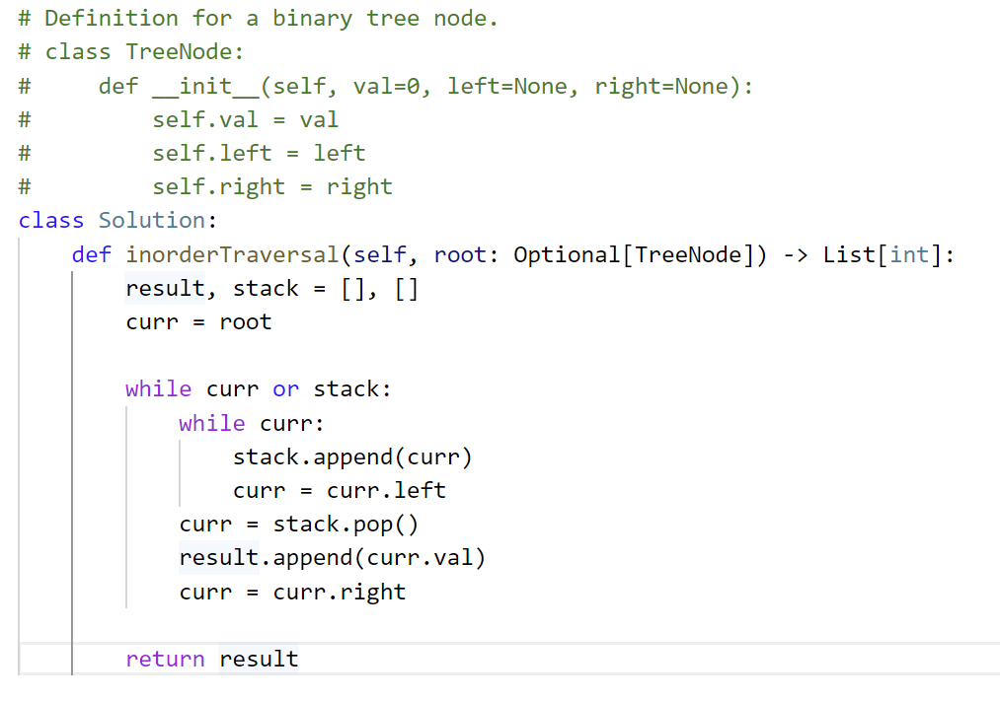 # Definition for a binary tree node.
# class TreeNode:
#     def __init__(self, val=0, left=None, right=None):
#         self.val = val
#         self.left = left
#         self.right = right
class Solution:
    def inorderTraversal(self, root: Optional[TreeNode]) -> List[int]:
        result, stack = [], []
        curr = root

        while curr or stack:
            while curr:
                stack.append(curr)
                curr = curr.left
            curr = stack.pop()
            result.append(curr.val)
            curr = curr.right

        return result